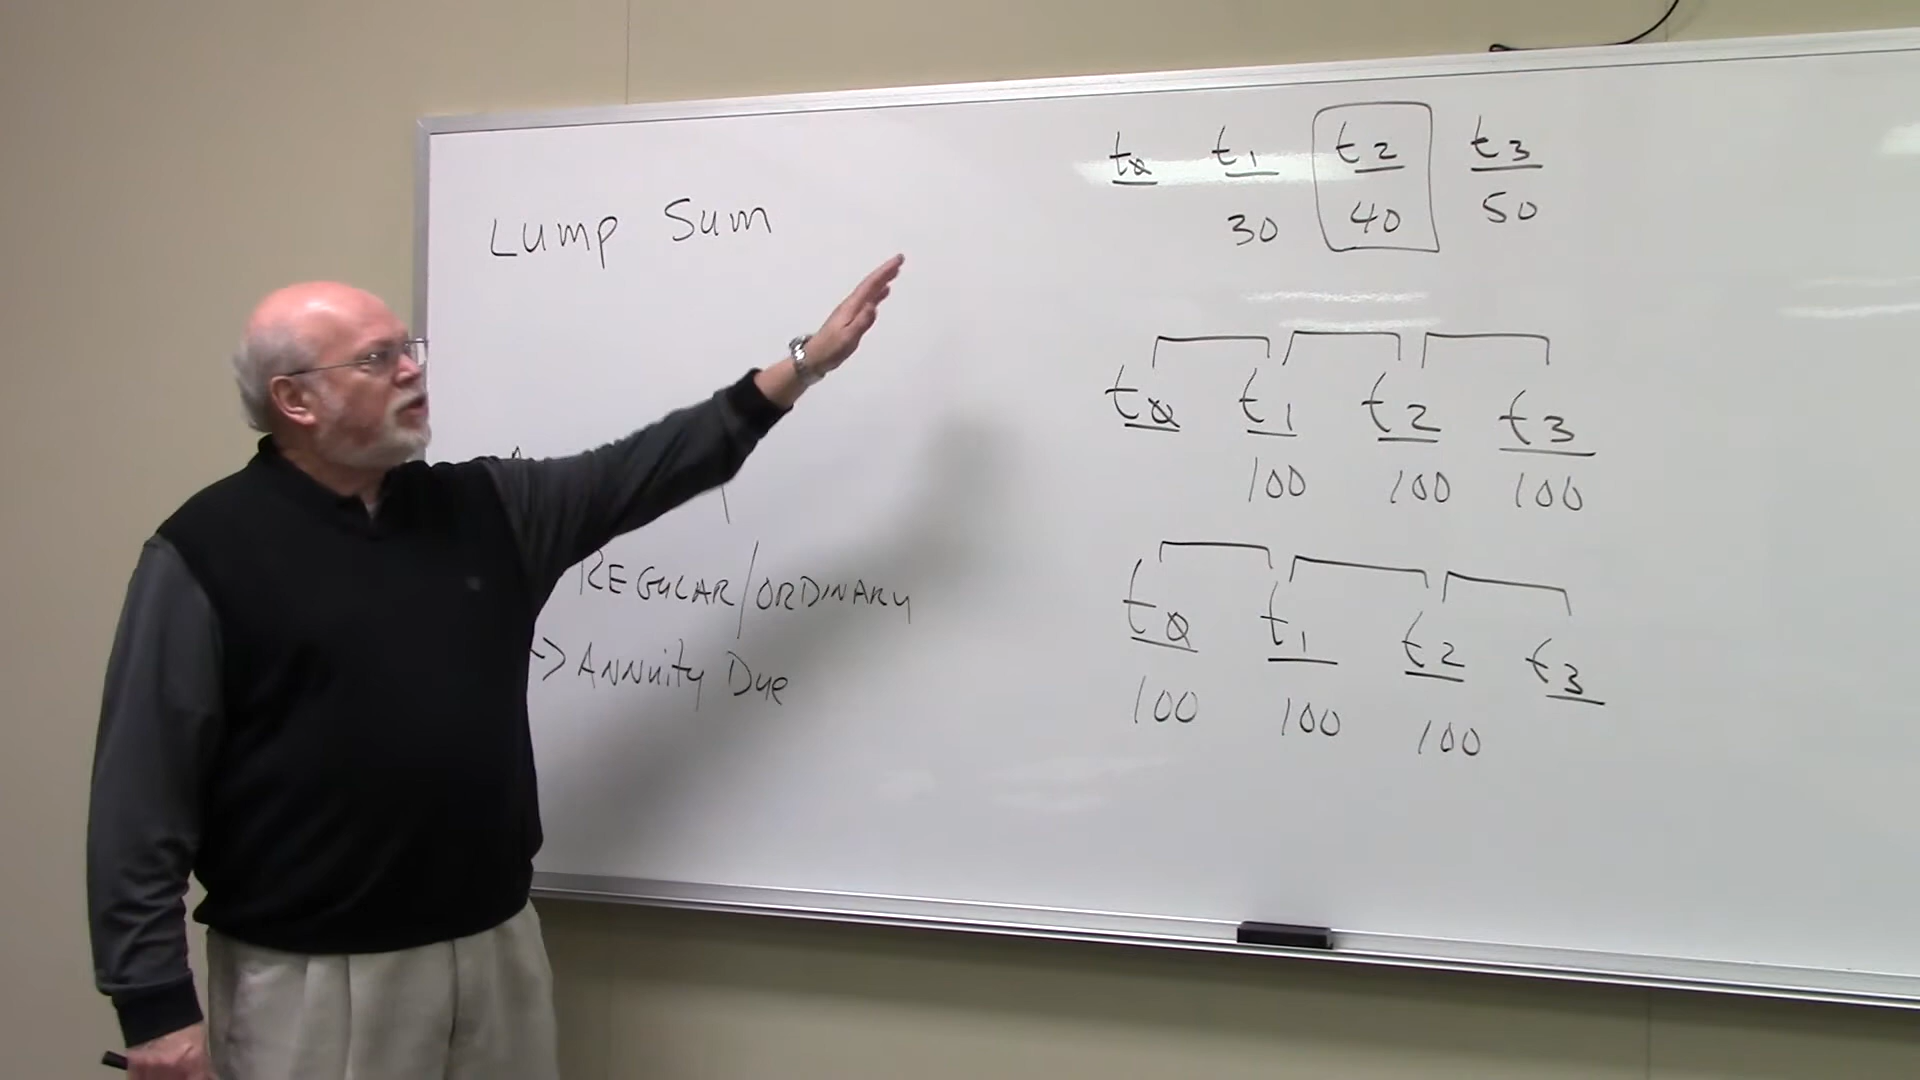 Lump Sum
REGULAR/ORDINARY
→ Annuity Due
t0 t1 t2 t3
30 40 50
t0 t1 t2 t3
100 100 100
t0 t1 t2 t3
100 100 100